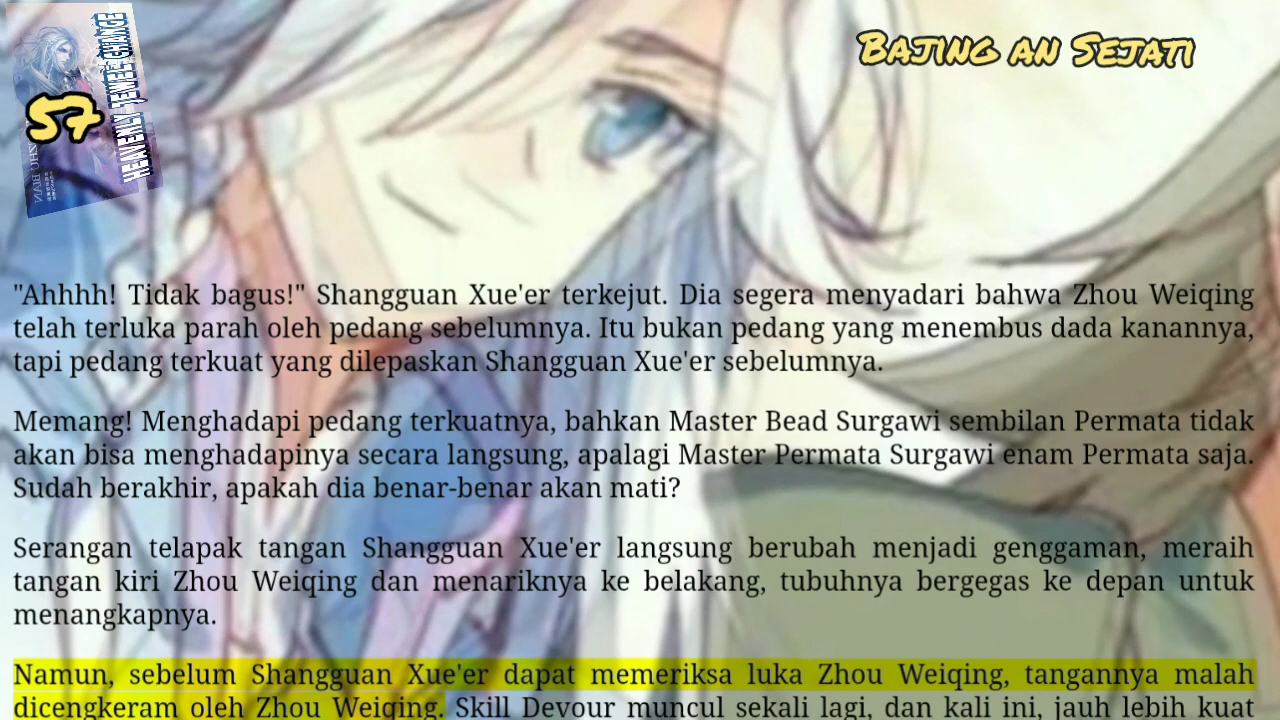 HEAVENLY JEWEL CHANGE
57
BAJING AN SEJATI
"Ahhhh! Tidak bagus!" Shangguan Xue'er terkejut. Dia segera menyadari bahwa Zhou Weiqing
telah terluka parah oleh pedang sebelumnya. Itu bukan pedang yang menembus dada kanannya,
tapi pedang terkuat yang dilepaskan Shangguan Xue'er sebelumnya.
Memang! Menghadapi pedang terkuatnya, bahkan Master Bead Surgawi sembilan Permata tidak
akan bisa menghadapinya secara langsung, apalagi Master Permata Surgawi enam Permata saja.
Sudah berakhir, apakah dia benar-benar akan mati?
Serangan telapak tangan Shangguan Xue'er langsung berubah menjadi genggaman, meraih
tangan kiri Zhou Weiqing dan menariknya ke belakang, tubuhnya bergegas ke depan untuk
menangkapnya.
Namun, sebelum Shangguan Xue'er dapat memeriksa luka Zhou Weiqing, tangannya malah
dicengkeram oleh Zhou Weiqing. Skill Devour muncul sekali lagi, dan kali ini, jauh lebih kuat